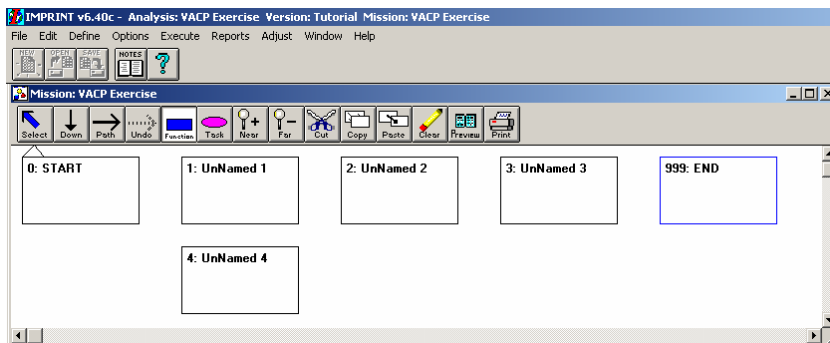 IMPRINT v6.40c - Analysis: VACP Exercise Version: Tutorial Mission: VACP Exercise
File Edit Define Options Execute Reports Adjust Window Help
NEW OPEN SAVE NOTES
Mission: VACP Exercise
Select Down Path Undo Function Task Near Far Cut Copy Paste Clear Preview Print
0: START 1: UnNamed 1 2: UnNamed 2 3: UnNamed 3 999: END
4: UnNamed 4